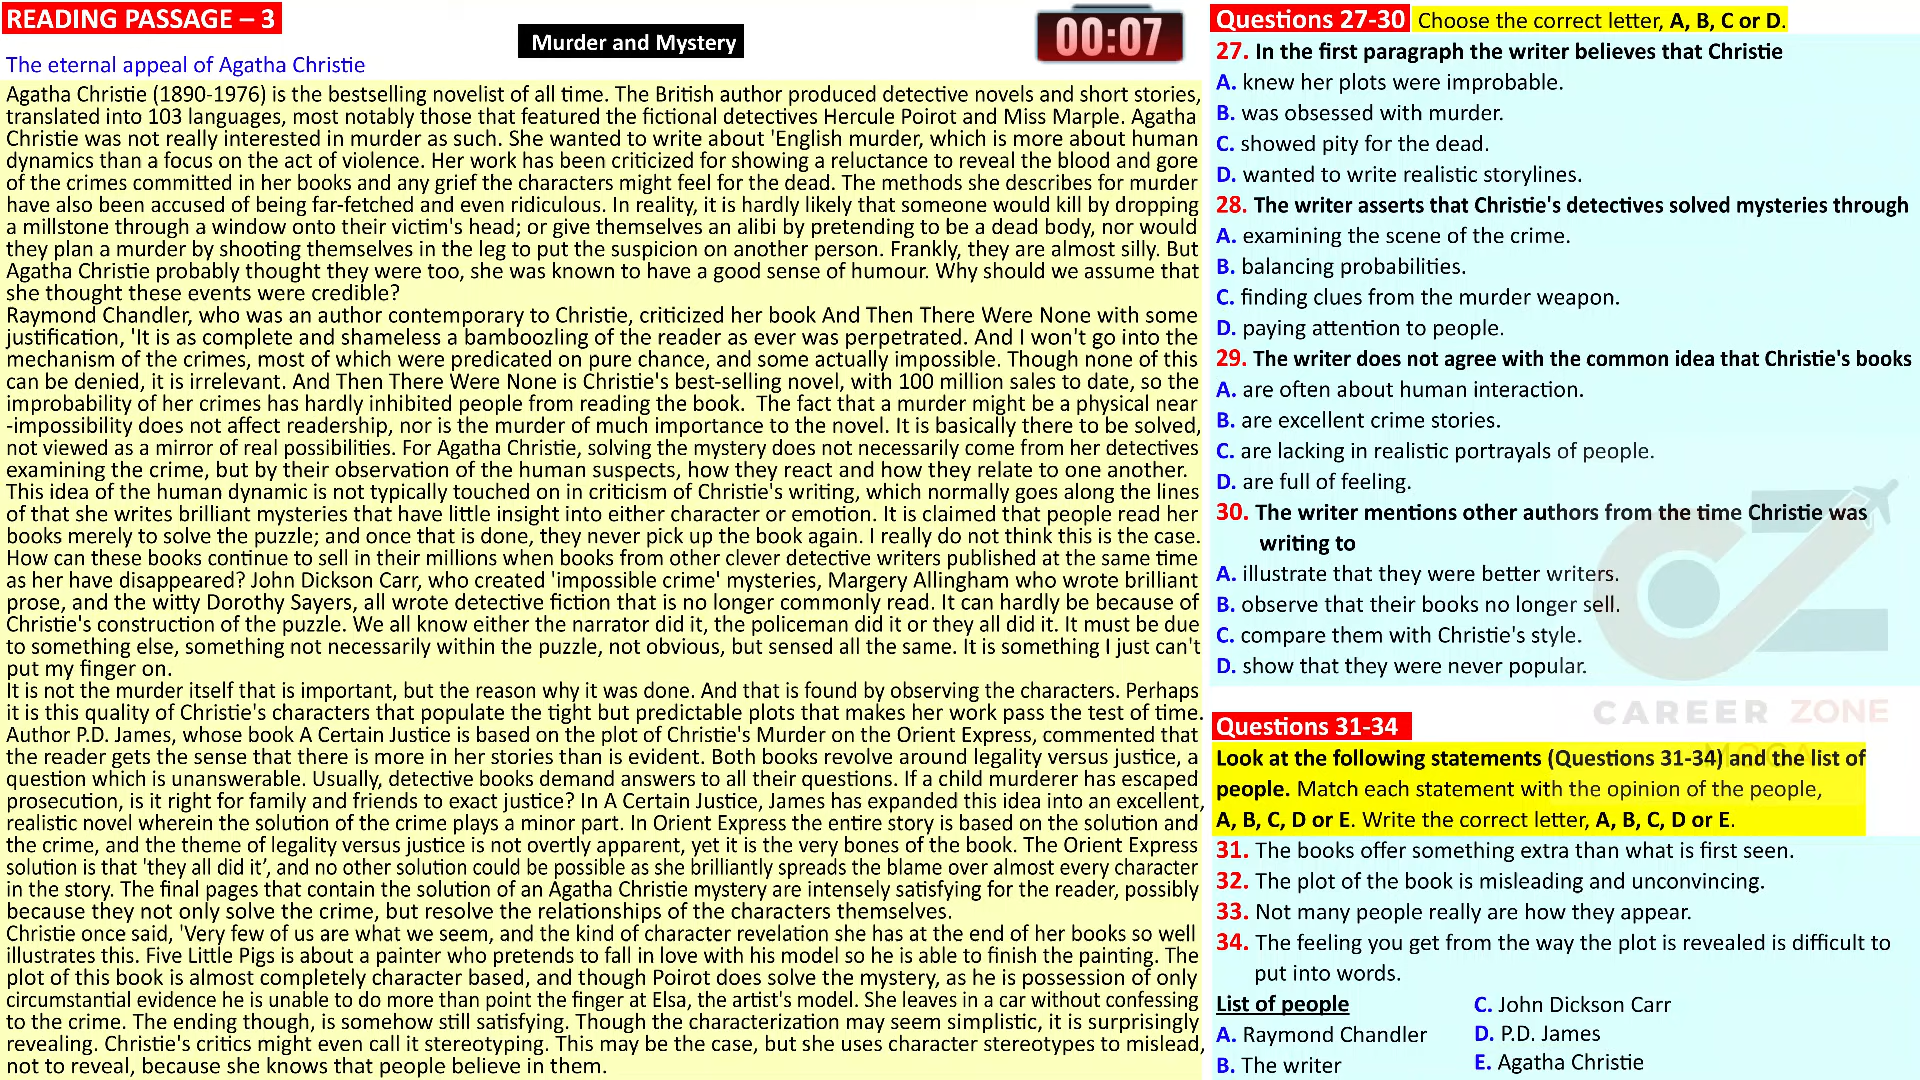 READING PASSAGE – 3
Murder and Mystery
00:07
The eternal appeal of Agatha Christie
Agatha Christie (1890-1976) is the bestselling novelist of all time. The British author produced detective novels and short stories,
translated into 103 languages, most notably those that featured the fictional detectives Hercule Poirot and Miss Marple. Agatha
Christie was not really interested in murder as such. She wanted to write about 'English murder, which is more about human
dynamics than a focus on the act of violence. Her work has been criticized for showing a reluctance to reveal the blood and gore
of the crimes committed in her books and any grief the characters might feel for the dead. The methods she describes for murder
have also been accused of being far-fetched and even ridiculous. In reality, it is hardly likely that someone would kill by dropping
a millstone through a window onto their victim's head; or give themselves an alibi by pretending to be a dead body, nor would
they plan a murder by shooting themselves in the leg to put the suspicion on another person. Frankly, they are almost silly. But
Agatha Christie probably thought they were too, she was known to have a good sense of humour. Why should we assume that
she thought these events were credible?
Raymond Chandler, who was an author contemporary to Christie, criticized her book And Then There Were None with some
justification, 'It is as complete and shameless a bamboozling of the reader as ever was perpetrated. And I won't go into the
mechanism of the crimes, most of which were predicated on pure chance, and some actually impossible. Though none of this
can be denied, it is irrelevant. And Then There Were None is Christie's best-selling novel, with 100 million sales to date, so the
improbability of her crimes has hardly inhibited people from reading the book. The fact that a murder might be a physical near
-impossibility does not affect readership, nor is the murder of much importance to the novel. It is basically there to be solved,
not viewed as a mirror of real possibilities. For Agatha Christie, solving the mystery does not necessarily come from her detectives
examining the crime, but by their observation of the human suspects, how they react and how they relate to one another.
This idea of the human dynamic is not typically touched on in criticism of Christie's writing, which normally goes along the lines
of that she writes brilliant mysteries that have little insight into either character or emotion. It is claimed that people read her
books merely to solve the puzzle; and once that is done, they never pick up the book again. I really do not think this is the case.
How can these books continue to sell in their millions when books from other clever detective writers published at the same time
as her have disappeared? John Dickson Carr, who created 'impossible crime' mysteries, Margery Allingham who wrote brilliant
prose, and the witty Dorothy Sayers, all wrote detective fiction that is no longer commonly read. It can hardly be because of
Christie's construction of the puzzle. We all know either the narrator did it, the policeman did it or they all did it. It must be due
to something else, something not necessarily within the puzzle, not obvious, but sensed all the same. It is something I just can't
put my finger on.
It is not the murder itself that is important, but the reason why it was done. And that is found by observing the characters. Perhaps
it is this quality of Christie's characters that populate the tight but predictable plots that makes her work pass the test of time.
Author P.D. James, whose book A Certain Justice is based on the plot of Christie's Murder on the Orient Express, commented that
the reader gets the sense that there is more in her stories than is evident. Both books revolve around legality versus justice, a
question which is unanswerable. Usually, detective books demand answers to all their questions. If a child murderer has escaped
prosecution, is it right for family and friends to exact justice? In A Certain Justice, James has expanded this idea into an excellent,
realistic novel wherein the solution of the crime plays a minor part. In Orient Express the entire story is based on the solution and
the crime, and the theme of legality versus justice is not overtly apparent, yet it is the very bones of the book. The Orient Express
solution is that 'they all did it’, and no other solution could be possible as she brilliantly spreads the blame over almost every character
in the story. The final pages that contain the solution of an Agatha Christie mystery are intensely satisfying for the reader, possibly
because they not only solve the crime, but resolve the relationships of the characters themselves.
Christie once said, 'Very few of us are what we seem, and the kind of character revelation she has at the end of her books so well
illustrates this. Five Little Pigs is about a painter who pretends to fall in love with his model so he is able to finish the painting. The
plot of this book is almost completely character based, and though Poirot does solve the mystery, as he is possession of only
circumstantial evidence he is unable to do more than point the finger at Elsa, the artist's model. She leaves in a car without confessing
to the crime. The ending though, is somehow still satisfying. Though the characterization may seem simplistic, it is surprisingly
revealing. Christie's critics might even call it stereotyping. This may be the case, but she uses character stereotypes to mislead,
not to reveal, because she knows that people believe in them.
Questions 27-30 Choose the correct letter, A, B, C or D.
27. In the first paragraph the writer believes that Christie
A. knew her plots were improbable.
B. was obsessed with murder.
C. showed pity for the dead.
D. wanted to write realistic storylines.
28. The writer asserts that Christie's detectives solved mysteries through
A. examining the scene of the crime.
B. balancing probabilities.
C. finding clues from the murder weapon.
D. paying attention to people.
29. The writer does not agree with the common idea that Christie's books
A. are often about human interaction.
B. are excellent crime stories.
C. are lacking in realistic portrayals of people.
D. are full of feeling.
30. The writer mentions other authors from the time Christie was
writing to
A. illustrate that they were better writers.
B. observe that their books no longer sell.
C. compare them with Christie's style.
D. show that they were never popular.
CAREER ZONE
MOGA
Questions 31-34
Look at the following statements (Questions 31-34) and the list of
people. Match each statement with the opinion of the people,
A, B, C, D or E. Write the correct letter, A, B, C, D or E.
31. The books offer something extra than what is first seen.
32. The plot of the book is misleading and unconvincing.
33. Not many people really are how they appear.
34. The feeling you get from the way the plot is revealed is difficult to
put into words.
List of people
A. Raymond Chandler
B. The writer
C. John Dickson Carr
D. P.D. James
E. Agatha Christie